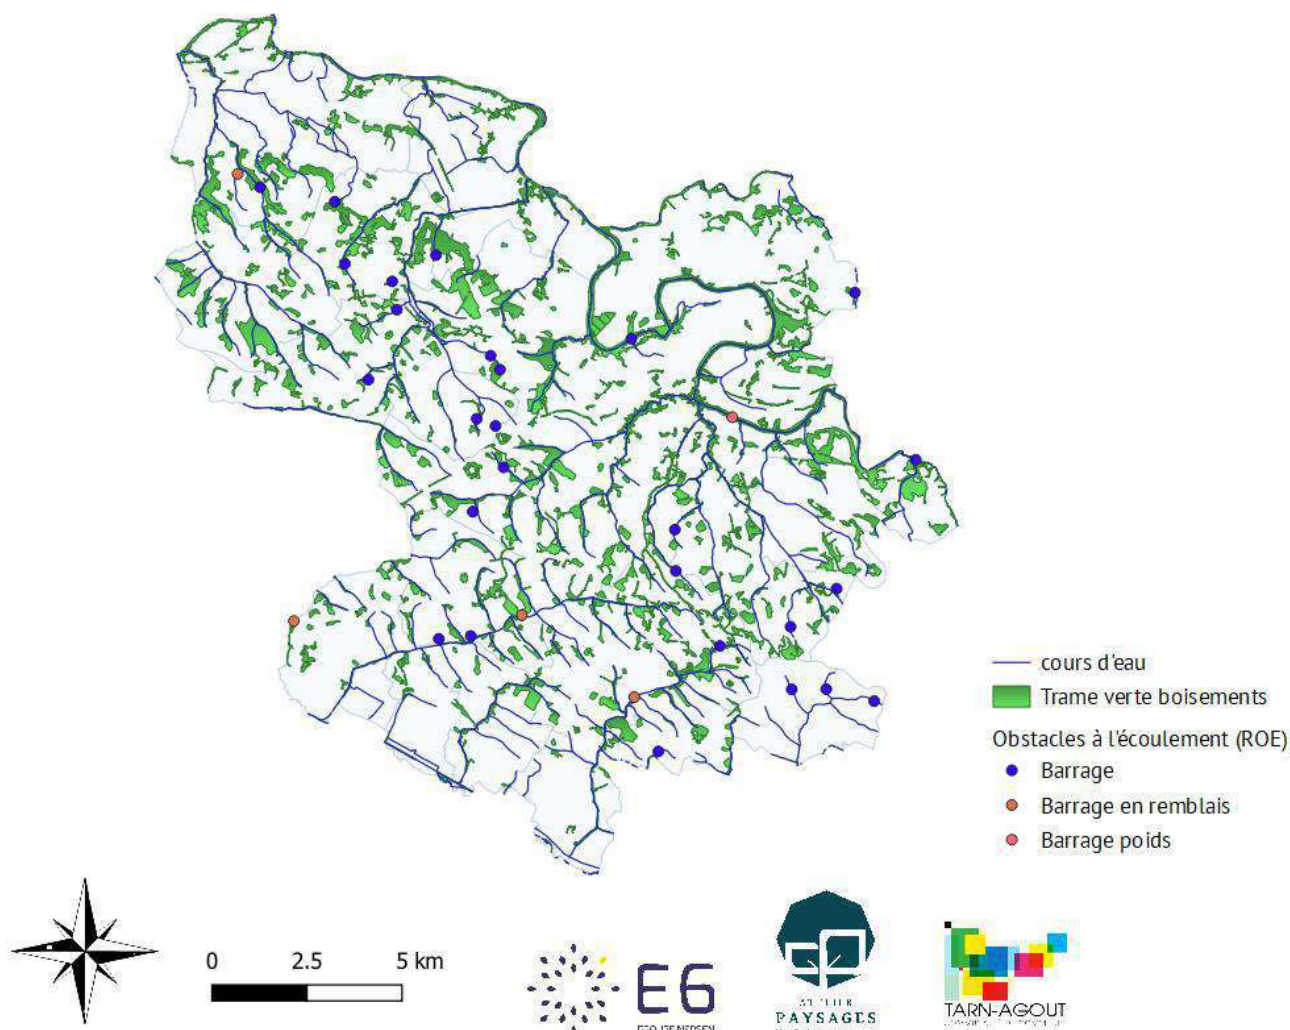 cours d'eau
Trame verte boisements
Obstacles à l'écoulement (ROE)
Barrage
Barrage en remblais
Barrage poids
0 2.5 5 km
E6
ATELIER
PAYSAGES
TARN-AGOUT